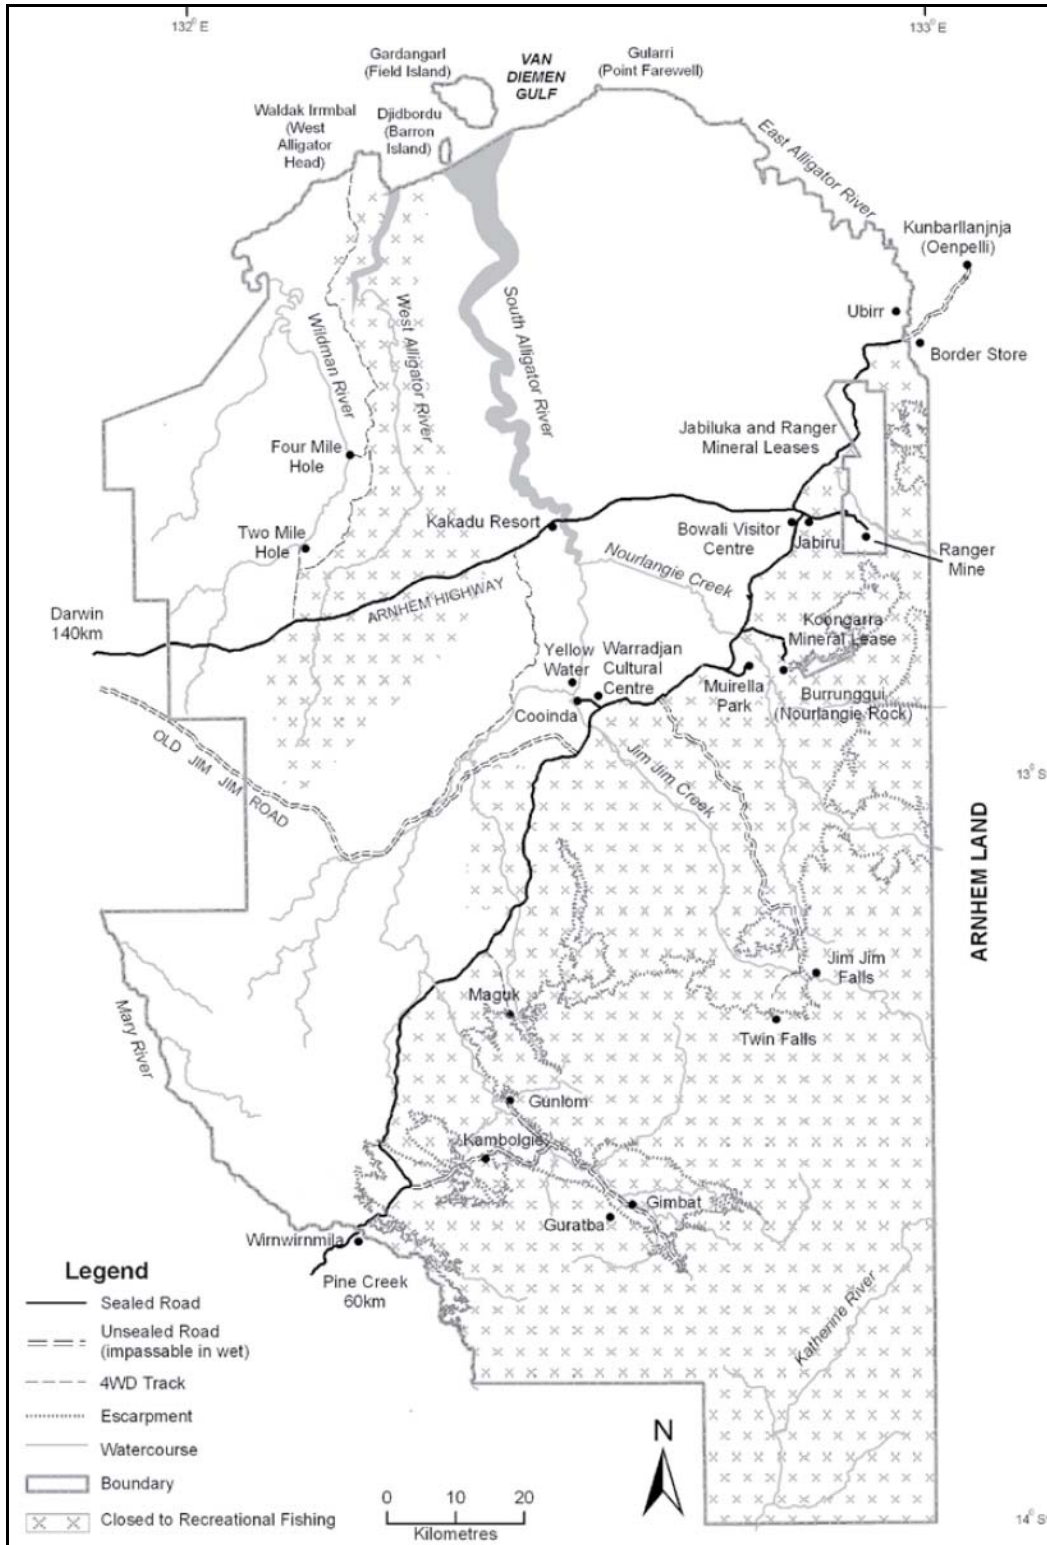 132° E
133° E
Gardangarl
(Field Island)
VAN
DIEMEN
GULF
Gularri
(Point Farewell)
Waldak Irrmbal
(West
Alligator
Head)
Djidbordu
(Barron
Island)
East Alligator River
Kunbarllanjnja
(Oenpelli)
Ubirr
Border Store
Wildman River
West Alligator River
South Alligator River
Jabiluka and Ranger
Mineral Leases
Four Mile
Hole
Two Mile
Hole
Kakadu Resort
Bowali Visitor
Centre
Jabiru
Ranger
Mine
Nourlangie Creek
ARNHEM HIGHWAY
Darwin
140km
Koongarra
Mineral Lease
Yellow
Water
Warradjan
Cultural
Centre
Muirella
Park
Burrunggui
(Nourlangie Rock)
Cooinda
OLD JIM JIM ROAD
Jim Jim Creek
13° S
ARNHEM LAND
Jim Jim
Falls
Maguk
Twin Falls
Mary River
Gunlom
Kambolgie
Gimbat
Guratba
Wirnwirnmila
Pine Creek
60km
Katherine River
Legend
Sealed Road
Unsealed Road
(impassable in wet)
4WD Track
Escarpment
Watercourse
Boundary
Closed to Recreational Fishing
N
0 10 20
Kilometres
14° S